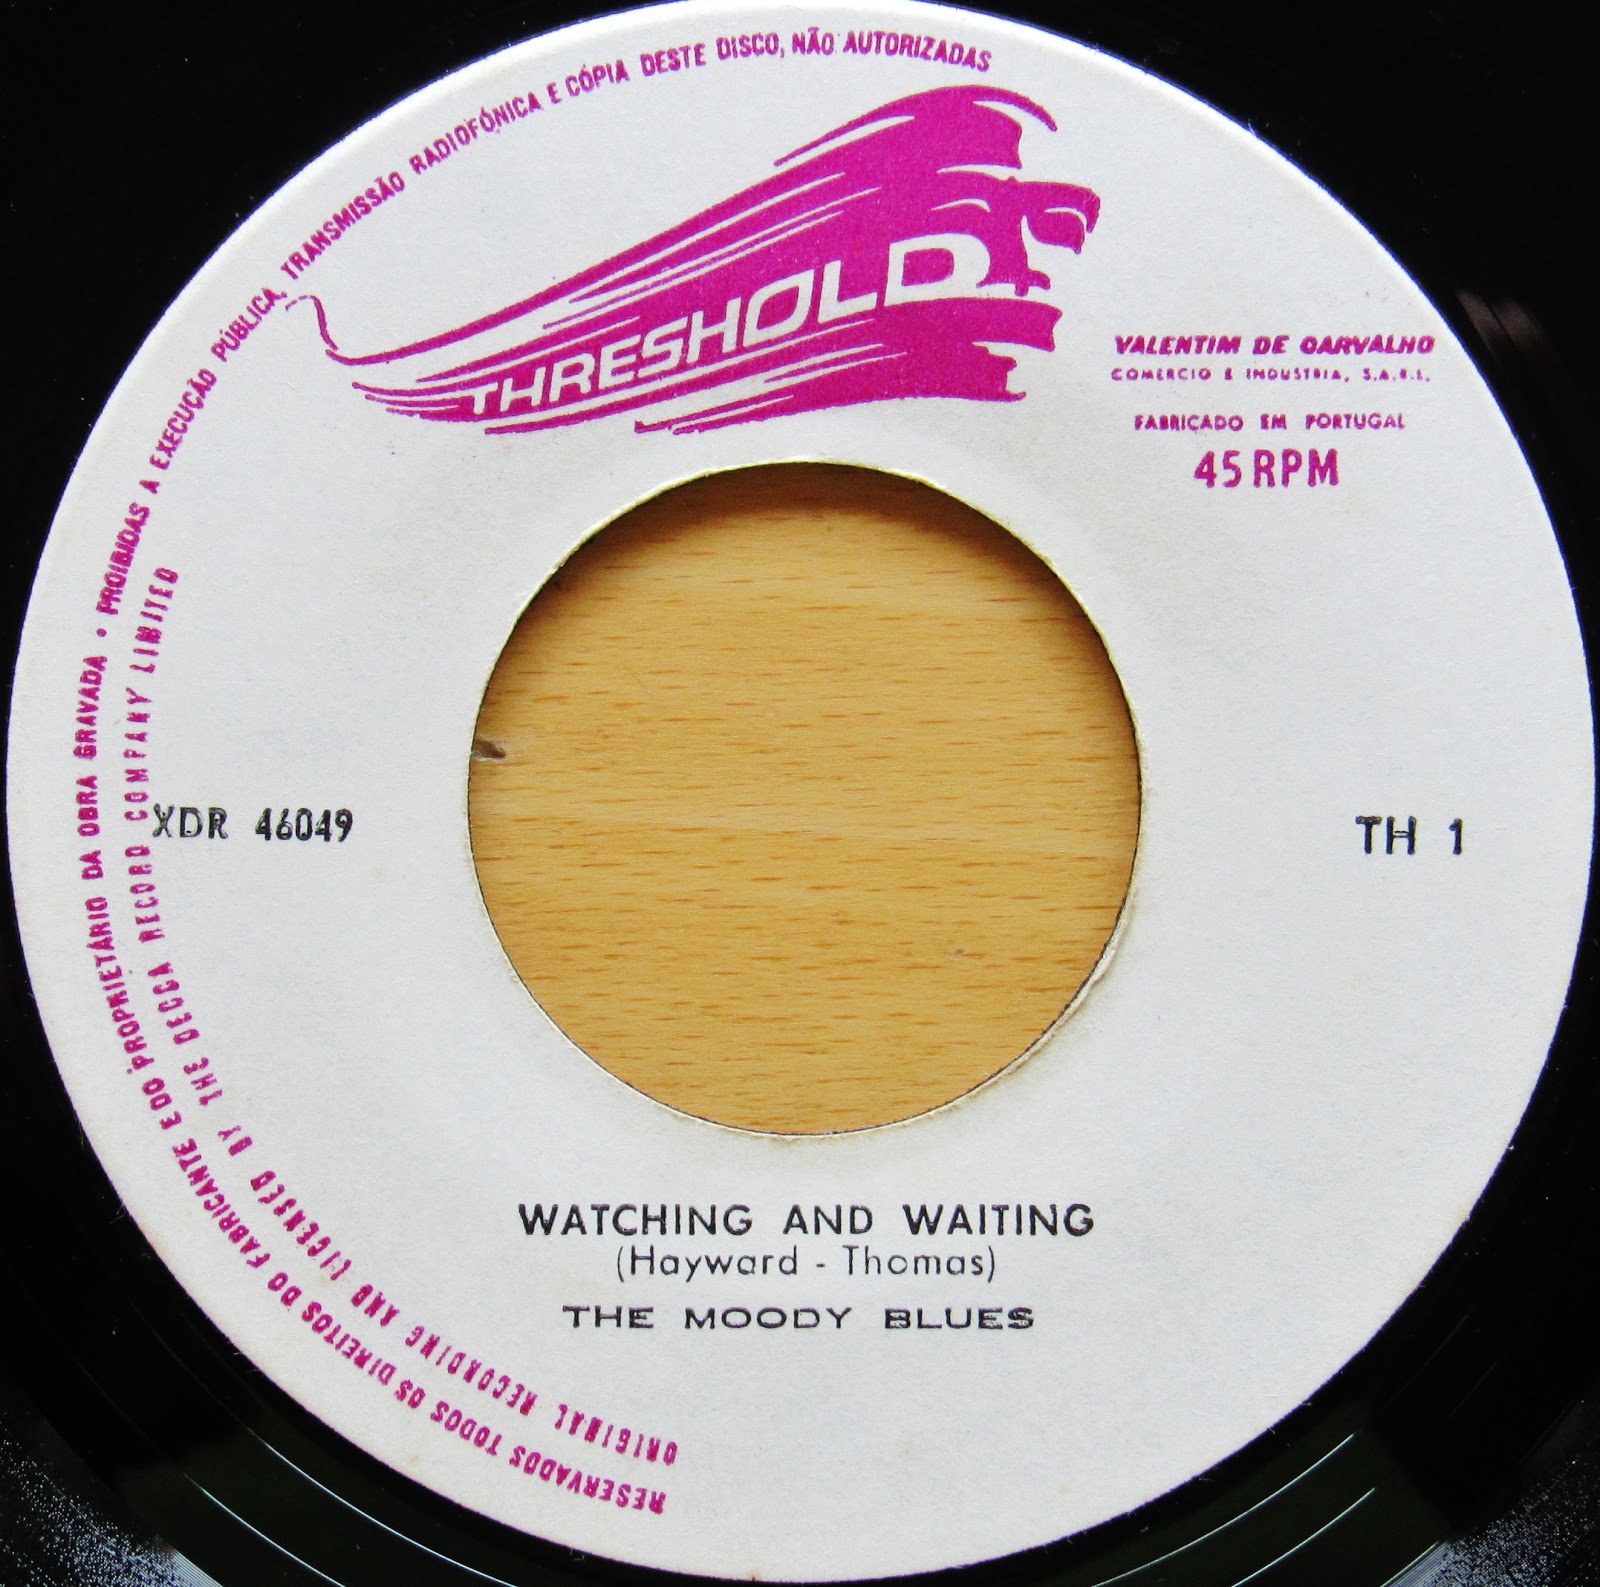 RESERVADOS TODOS OS DIREITOS DO FABRICANTE E DO PROPRIETÁRIO DA OBRA GRAVADA • PROIBIDAS A EXECUÇÃO PÚBLICA, TRANSMISSÃO RADIOFÓNICA E CÓPIA DESTE DISCO, NÃO AUTORIZADAS
ORIGINAL RECORDING AND LICENSED BY THE DECCA RECORD COMPANY LIMITED
THRESHOLD
VALENTIM DE CARVALHO
COMERCIO E INDUSTRIA, S.A.R.L.
FABRICADO EM PORTUGAL
45 RPM
XDR 46049
TH 1
WATCHING AND WAITING
(Hayward - Thomas)
THE MOODY BLUES